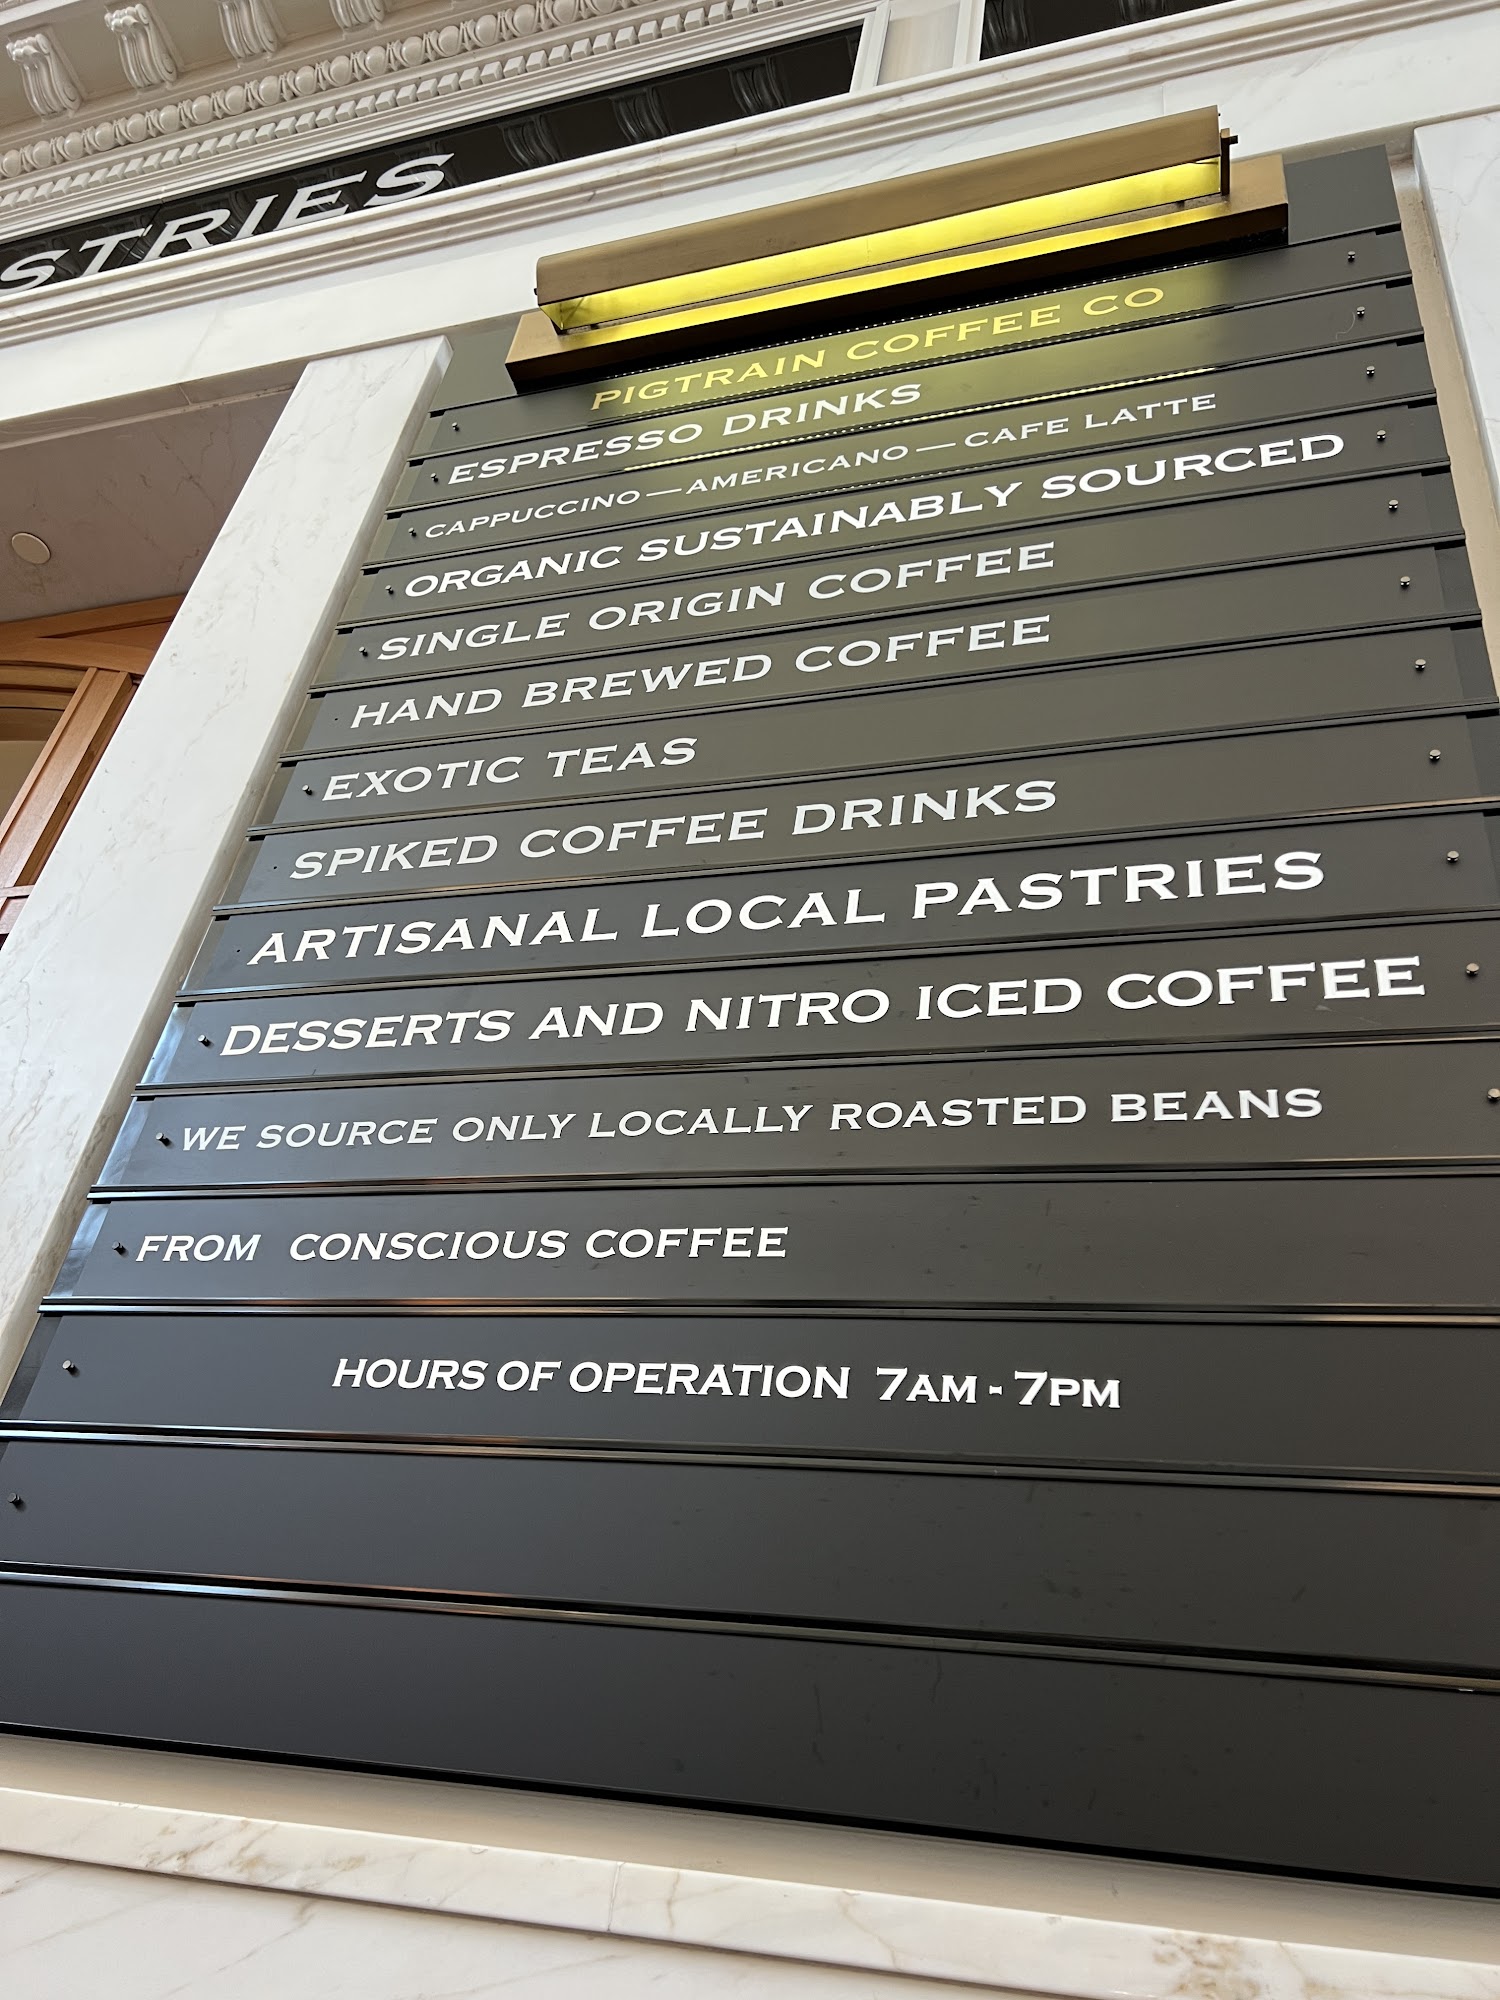 STRIES
PIGTRAIN COFFEE CO
ESPRESSO DRINKS
CAPPUCCINO—AMERICANO—CAFE LATTE
ORGANIC SUSTAINABLY SOURCED
SINGLE ORIGIN COFFEE
HAND BREWED COFFEE
EXOTIC TEAS
SPIKED COFFEE DRINKS
ARTISANAL LOCAL PASTRIES
DESSERTS AND NITRO ICED COFFEE
WE SOURCE ONLY LOCALLY ROASTED BEANS
FROM CONSCIOUS COFFEE
HOURS OF OPERATION 7AM - 7PM